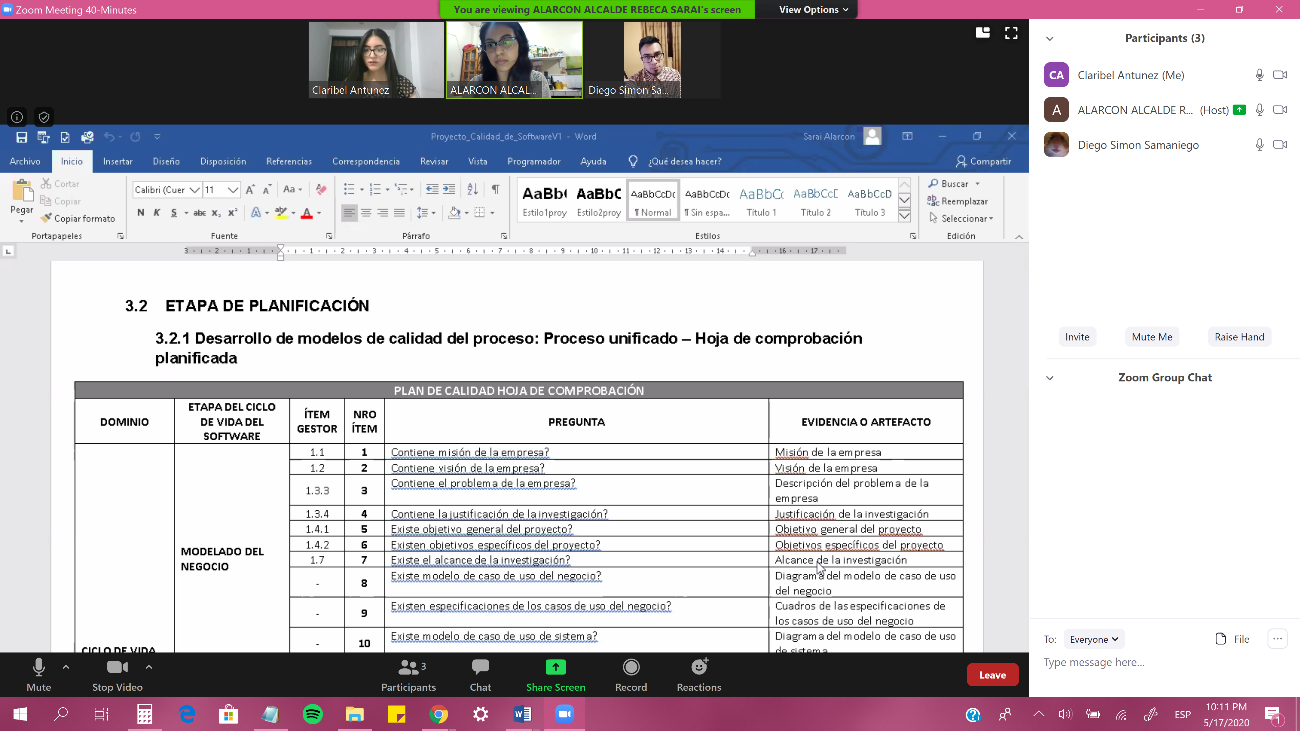 Zoom Meeting 40-Minutes
You are viewing ALARCON ALCALDE REBECA SARAI's screen
View Options
Claribel Antunez
ALARCON ALCAL...
Diego Simon Sa...
Proyecto_Calidad_de_SoftwareV1 - Word
Sarai Alarcon
Archivo Inicio Insertar Diseño Disposición Referencias Correspondencia Revisar Vista Programador Ayuda ¿Qué desea hacer? Compartir
Pegar
Cortar
Copiar
Copiar formato
Portapapeles
Calibri (Cuer 11
N K S abc x₂ x²
Fuente
Párrafo
AaBb( AaBb( AaBbCcDc AaBbCcDc AaBbCc AaBbCcC AaBbCcD
Estilo1proy Estilo2proy ¶ Normal ¶ Sin espa... Título 1 Título 2 Título 3
Estilos
Buscar
Reemplazar
Seleccionar
Edición
3.2 ETAPA DE PLANIFICACIÓN
3.2.1 Desarrollo de modelos de calidad del proceso: Proceso unificado – Hoja de comprobación
planificada
PLAN DE CALIDAD HOJA DE COMPROBACIÓN
DOMINIO
ETAPA DEL CICLO
DE VIDA DEL
SOFTWARE
ÍTEM
GESTOR
NRO
ÍTEM
PREGUNTA
EVIDENCIA O ARTEFACTO
CICLO DE VIDA
MODELADO DEL
NEGOCIO
1.1 1 Contiene misión de la empresa? Misión de la empresa
1.2 2 Contiene visión de la empresa? Visión de la empresa
1.3.3 3 Contiene el problema de la empresa? Descripción del problema de la
empresa
1.3.4 4 Contiene la justificación de la investigación? Justificación de la investigación
1.4.1 5 Existe objetivo general del proyecto? Objetivo general del proyecto
1.4.2 6 Existen objetivos específicos del proyecto? Objetivos específicos del proyecto
1.7 7 Existe el alcance de la investigación? Alcance de la investigación
- 8 Existe modelo de caso de uso del negocio? Diagrama del modelo de caso de uso
del negocio
- 9 Existen especificaciones de los casos de uso del negocio? Cuadros de las especificaciones de
los casos de uso del negocio
- 10 Existe modelo de caso de uso de sistema? Diagrama del modelo de caso de uso
de sistema
Participants (3)
CA Claribel Antunez (Me)
A ALARCON ALCALDE R... (Host)
Diego Simon Samaniego
Invite Mute Me Raise Hand
Zoom Group Chat
To: Everyone File
Type message here...
Mute Stop Video Participants 3 Chat Share Screen Record Reactions Leave
ESP
10:11 PM
5/17/2020
1